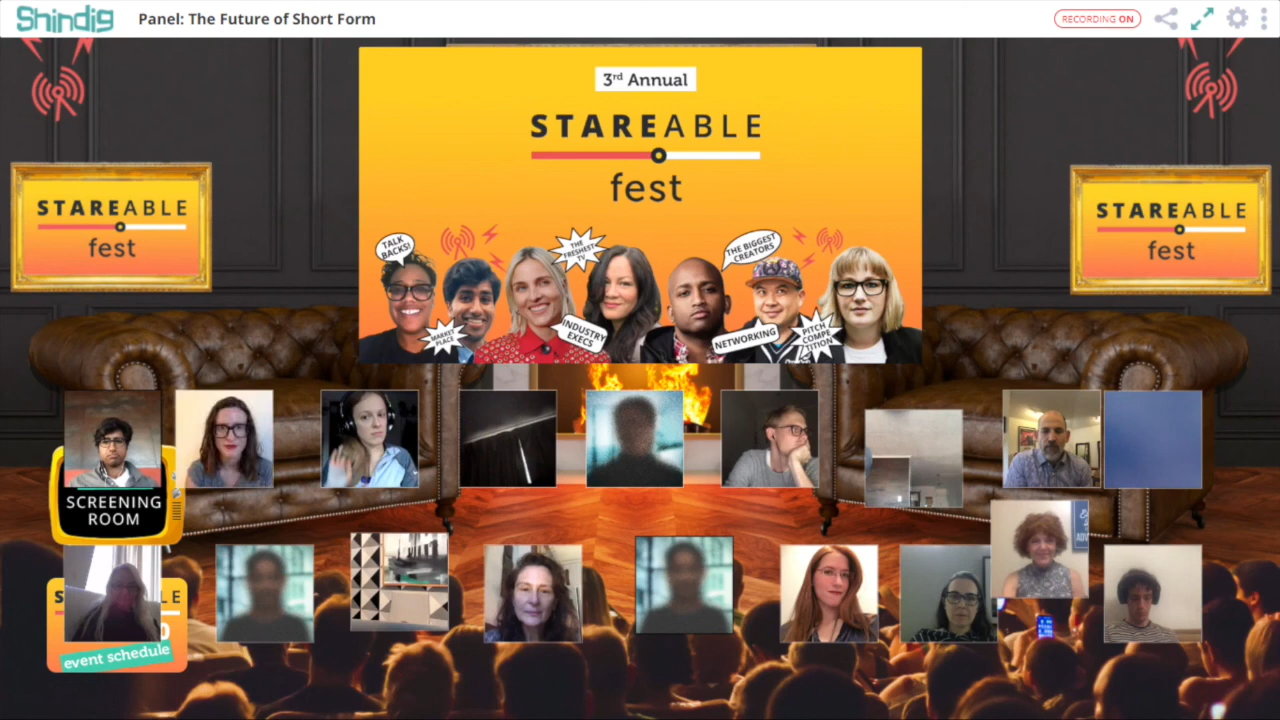 Shindig
Panel: The Future of Short Form
RECORDING ON
3rd Annual
STAREABLE
fest
STAREABLE
fest
STAREABLE
fest
TALK
BACKS!
THE
FRESHEST
TV
THE BIGGEST
CREATORS
MARKET
PLACE
INDUSTRY
EXECS
NETWORKING
PITCH
COMPE
TITION
SCREENING
ROOM
event schedule